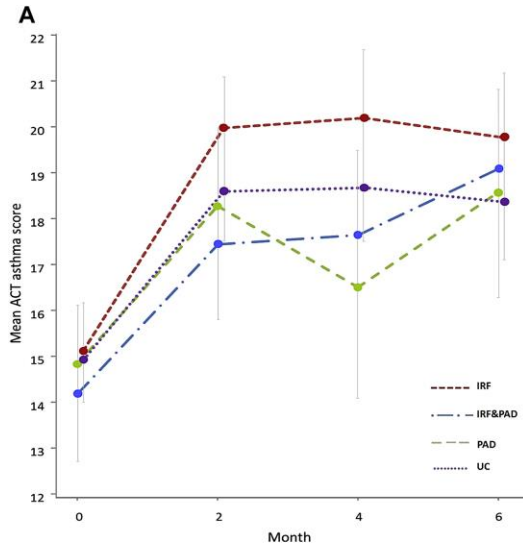 A
22
21
20
19
18
17
16
15
14
13
12
Mean ACT asthma score
IRF
IRF&PAD
PAD
UC
0 2 4 6
Month